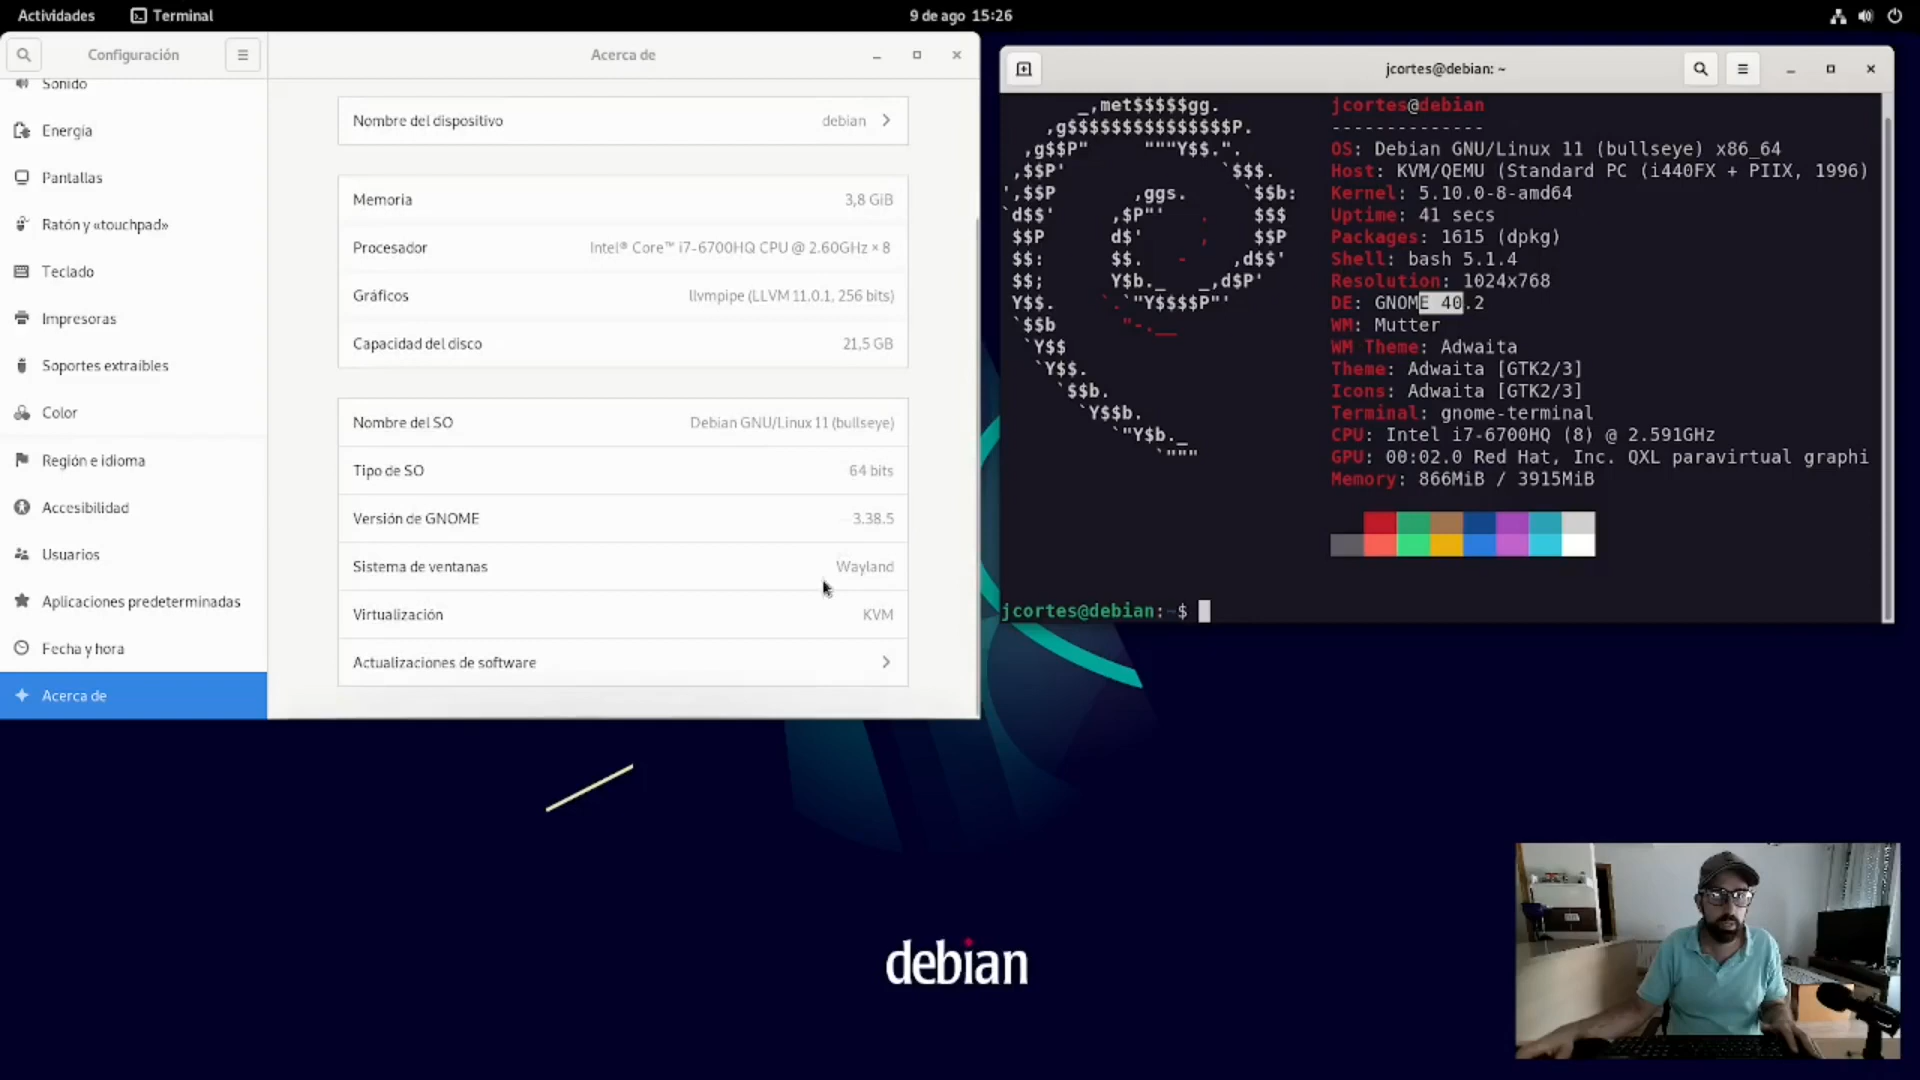 Actividades
Terminal
9 de ago 15:26
Configuración
Acerca de
Sonido
Energía
Pantallas
Ratón y «touchpad»
Teclado
Impresoras
Soportes extraíbles
Color
Región e idioma
Accesibilidad
Usuarios
Aplicaciones predeterminadas
Fecha y hora
Acerca de
Nombre del dispositivo debian
Memoria 3,8 GiB
Procesador Intel® Core™ i7-6700HQ CPU @ 2.60GHz × 8
Gráficos llvmpipe (LLVM 11.0.1, 256 bits)
Capacidad del disco 21,5 GB
Nombre del SO Debian GNU/Linux 11 (bullseye)
Tipo de SO 64 bits
Versión de GNOME 3.38.5
Sistema de ventanas Wayland
Virtualización KVM
Actualizaciones de software
jcortes@debian: ~
_,met$$$$$gg.
,g$$$$$$$$$$$$$$$P.
,g$$P"     """Y$$.".
,$$P'               `$$$.
',$$P       ,ggs.     `$$b:
`d$$'     ,$P"'   .    $$$
$$P      d$'     ,    $$P
$$:      $$.   -    ,d$$'
$$;      Y$b._   _,d$P'
Y$$.    `.`"Y$$$$P"'
`$$b      "-.__
`Y$$
`Y$$.
`$$b.
`Y$$b.
`"Y$b._
`"""
jcortes@debian
--------------
OS: Debian GNU/Linux 11 (bullseye) x86_64
Host: KVM/QEMU (Standard PC (i440FX + PIIX, 1996)
Kernel: 5.10.0-8-amd64
Uptime: 41 secs
Packages: 1615 (dpkg)
Shell: bash 5.1.4
Resolution: 1024x768
DE: GNOME 40.2
WM: Mutter
WM Theme: Adwaita
Theme: Adwaita [GTK2/3]
Icons: Adwaita [GTK2/3]
Terminal: gnome-terminal
CPU: Intel i7-6700HQ (8) @ 2.591GHz
GPU: 00:02.0 Red Hat, Inc. QXL paravirtual graphi
Memory: 866MiB / 3915MiB
jcortes@debian:~$
debian